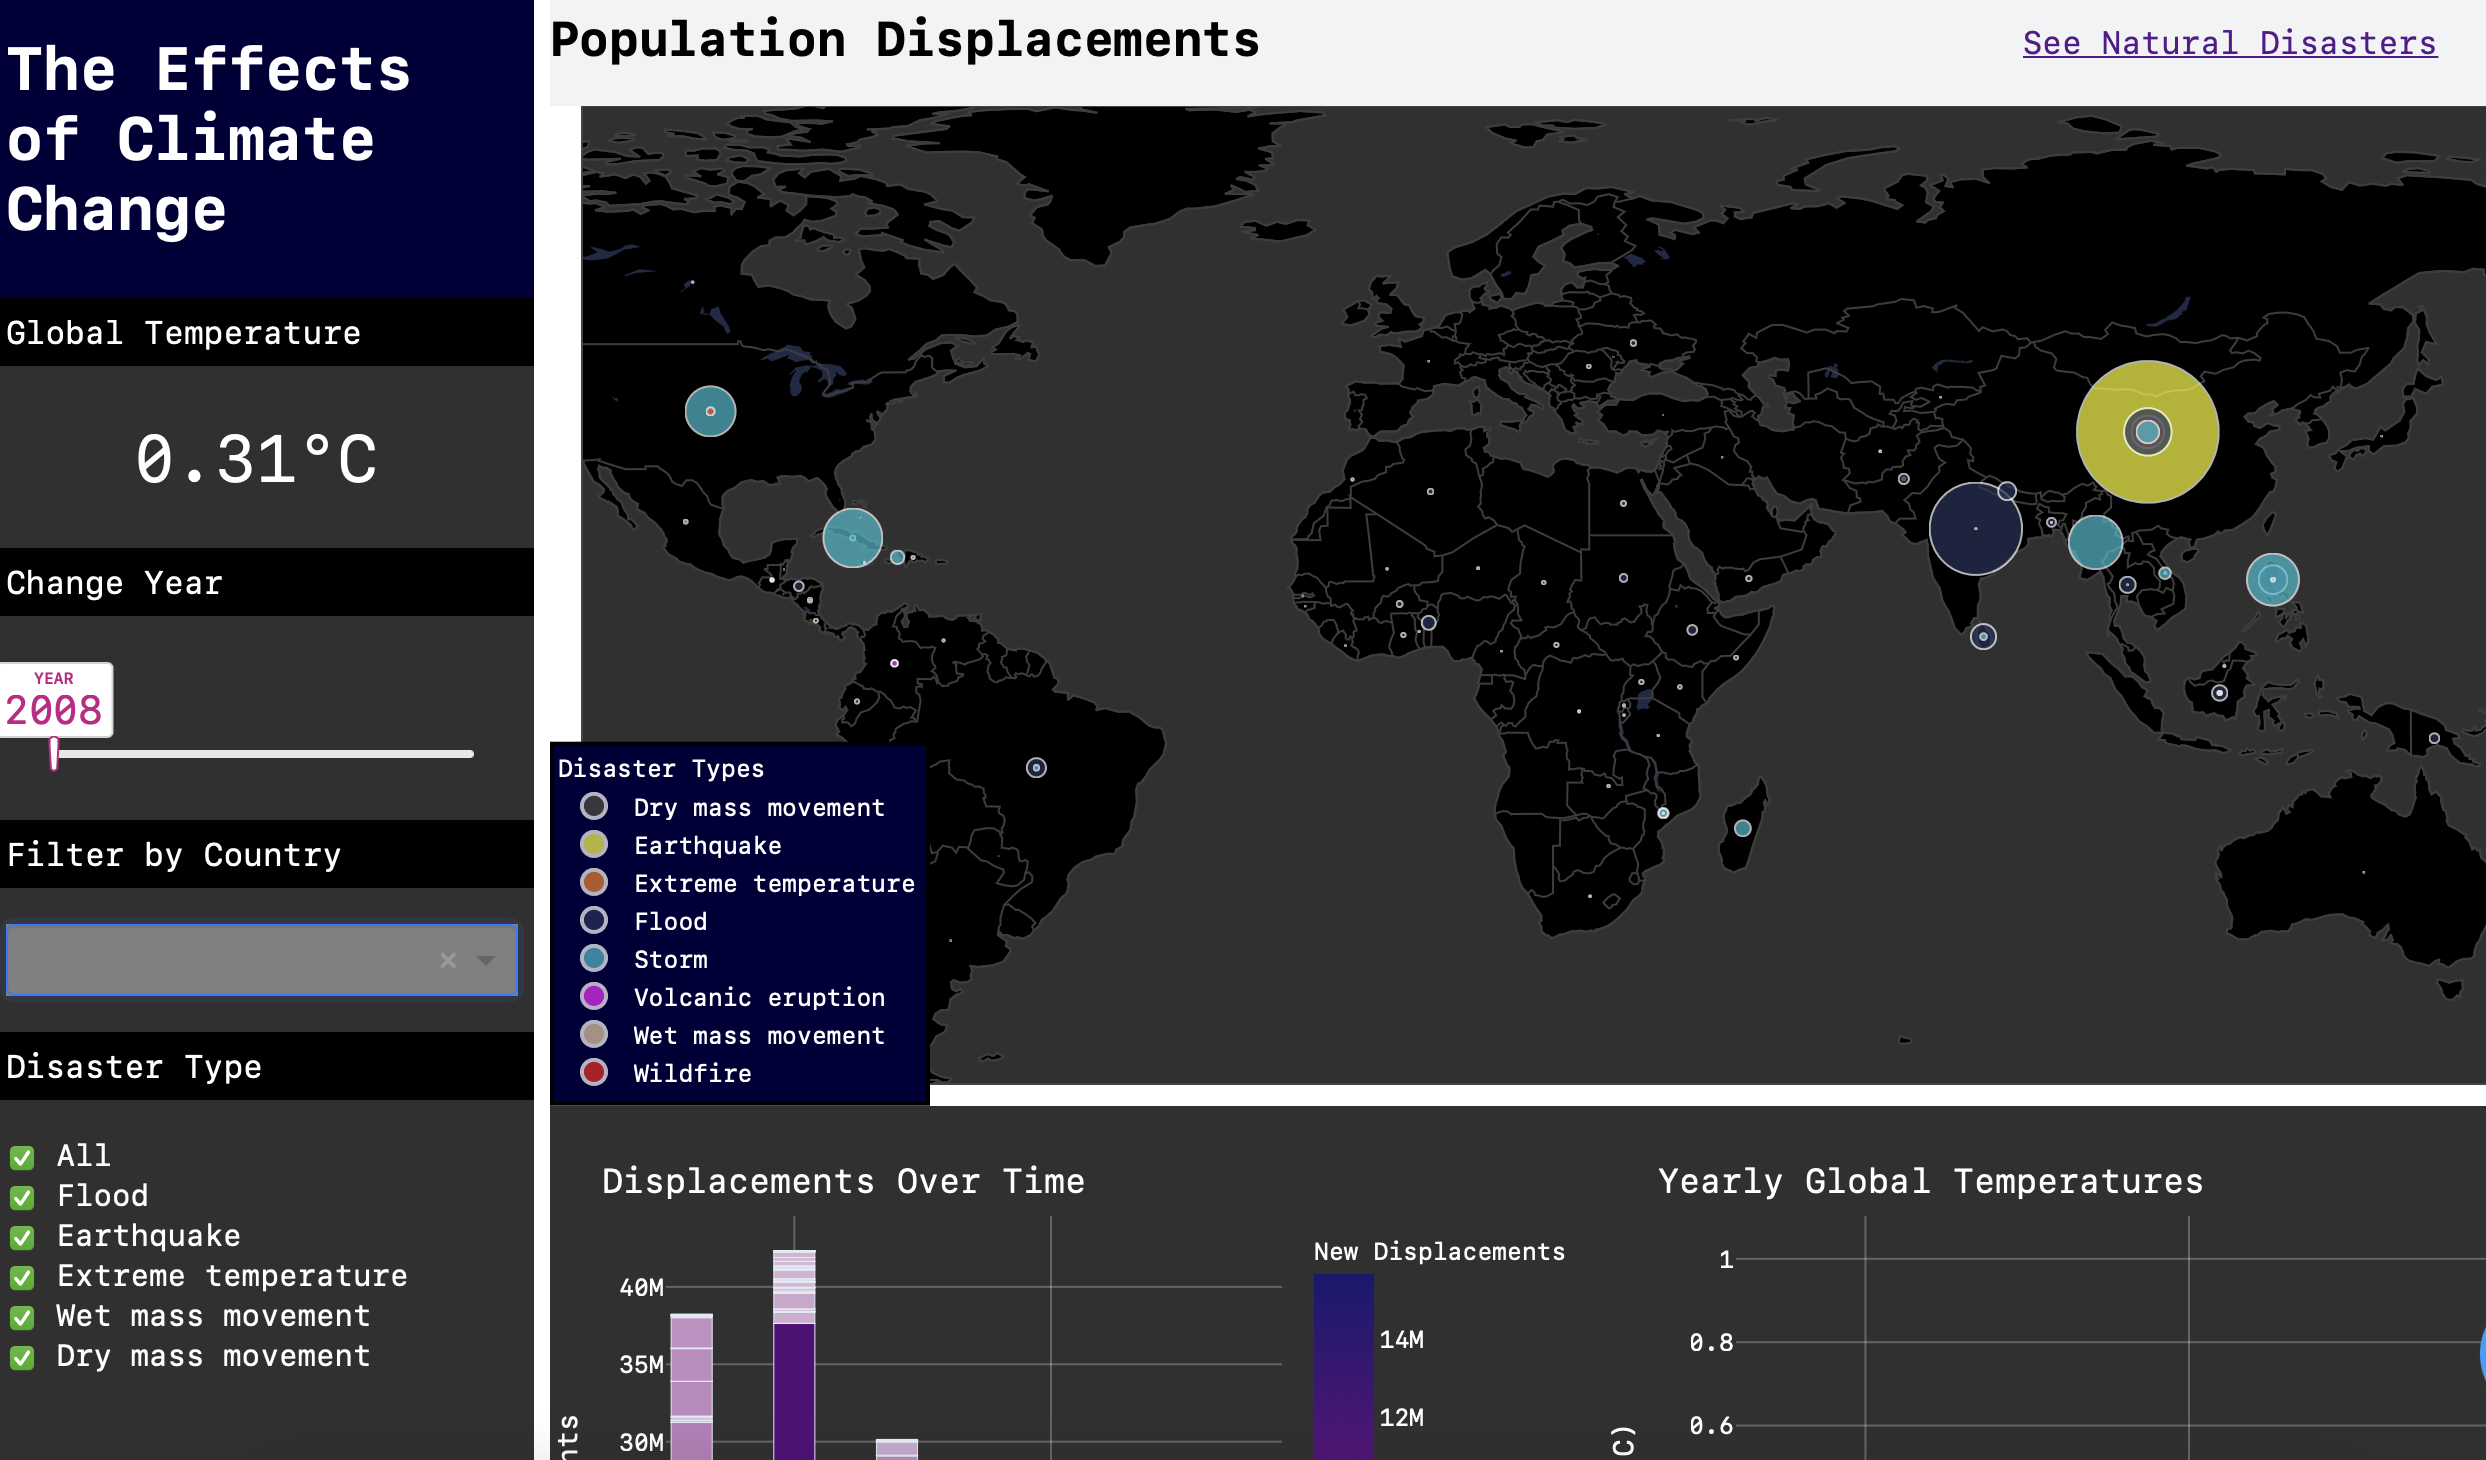 The Effects
of Climate
Change
Global Temperature
0.31°C
Change Year
YEAR
2008
Filter by Country
Disaster Type
All
Flood
Earthquake
Extreme temperature
Wet mass movement
Dry mass movement
Population Displacements
See Natural Disasters
Disaster Types
Dry mass movement
Earthquake
Extreme temperature
Flood
Storm
Volcanic eruption
Wet mass movement
Wildfire
Displacements Over Time
40M
35M
30M
New Displacements
14M
12M
Yearly Global Temperatures
1
0.8
0.6
C)